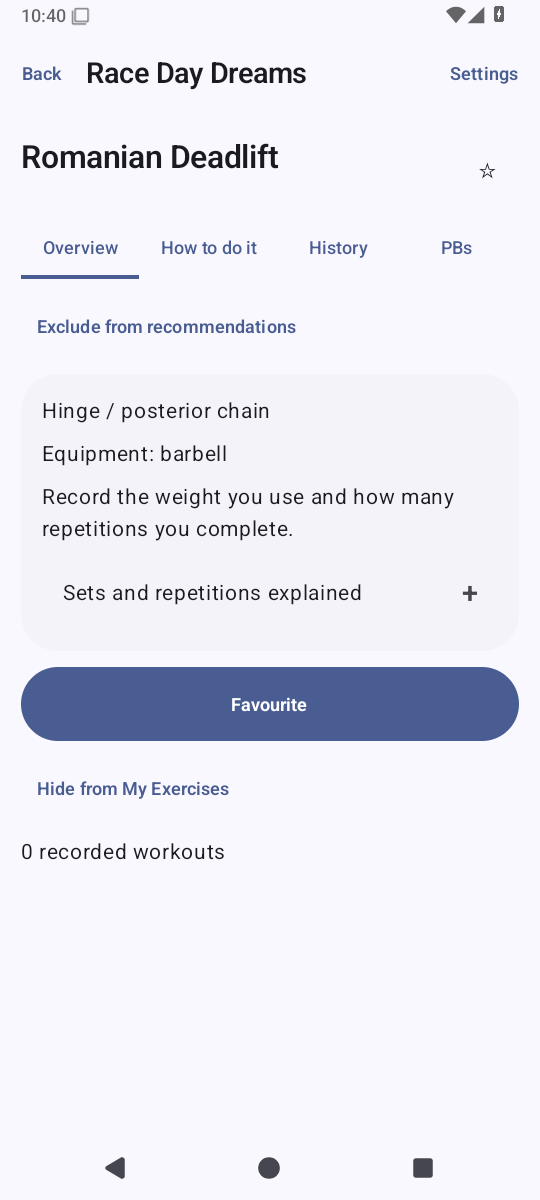 10:40
Back Race Day Dreams Settings
Romanian Deadlift
☆
Overview How to do it History PBs
Exclude from recommendations
Hinge / posterior chain
Equipment: barbell
Record the weight you use and how many
repetitions you complete.
Sets and repetitions explained +
Favourite
Hide from My Exercises
0 recorded workouts